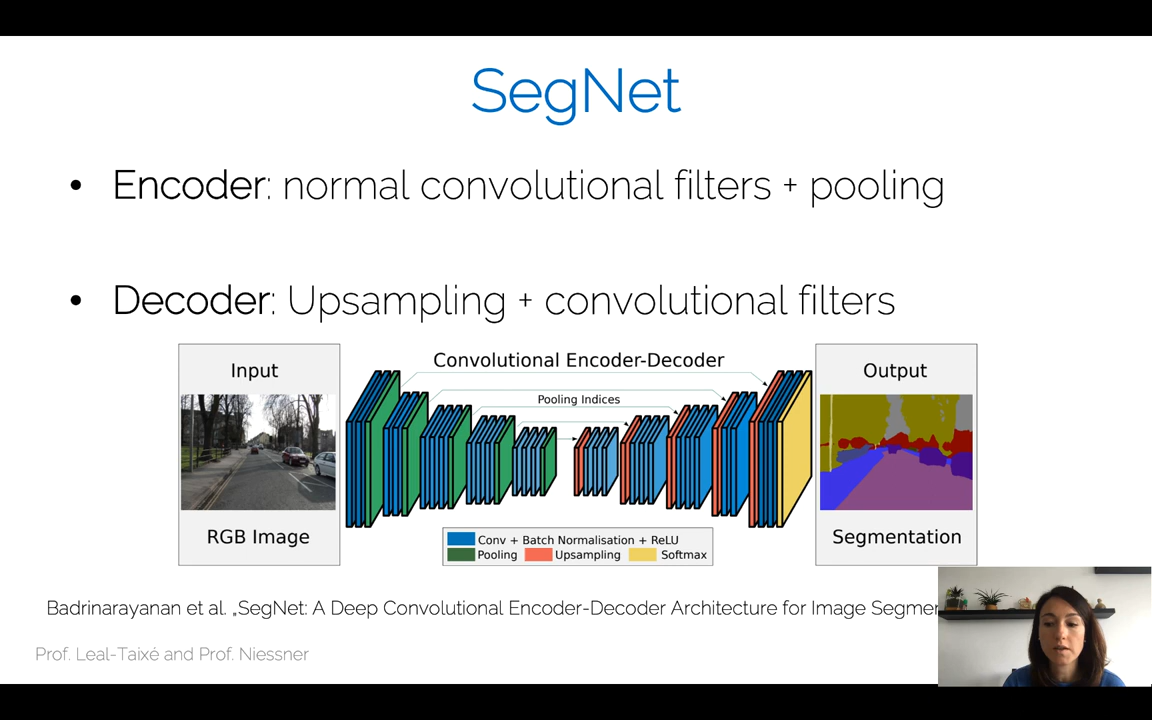 SegNet
• Encoder: normal convolutional filters + pooling
• Decoder: Upsampling + convolutional filters
Input
RGB Image
Convolutional Encoder-Decoder
Pooling Indices
Conv + Batch Normalisation + ReLU
Pooling Upsampling Softmax
Output
Segmentation
Badrinarayanan et al. „SegNet: A Deep Convolutional Encoder-Decoder Architecture for Image
Prof. Leal-Taixé and Prof. Niessner